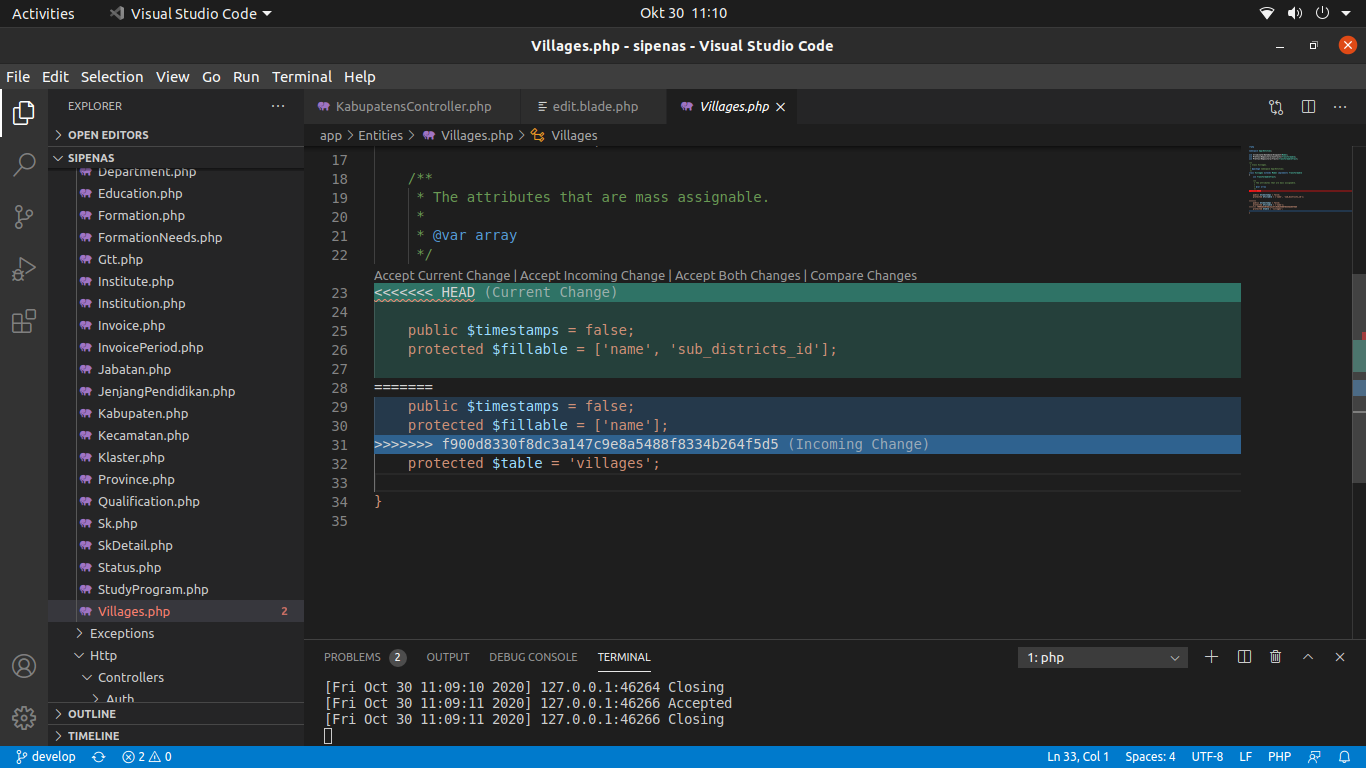 Activities Visual Studio Code Okt 30 11:10
Villages.php - sipenas - Visual Studio Code
File Edit Selection View Go Run Terminal Help
EXPLORER
OPEN EDITORS
SIPENAS
Department.php
Education.php
Formation.php
FormationNeeds.php
Gtt.php
Institute.php
Institution.php
Invoice.php
InvoicePeriod.php
Jabatan.php
JenjangPendidikan.php
Kabupaten.php
Kecamatan.php
Klaster.php
Province.php
Qualification.php
Sk.php
SkDetail.php
Status.php
StudyProgram.php
Villages.php 2
Exceptions
Http
Controllers
Auth
OUTLINE
TIMELINE
KabupatensController.php edit.blade.php Villages.php
app > Entities > Villages.php > Villages
17
18 /**
19 * The attributes that are mass assignable.
20 *
21 * @var array
22 */
Accept Current Change | Accept Incoming Change | Accept Both Changes | Compare Changes
23 <<<<<<< HEAD (Current Change)
24
25 public $timestamps = false;
26 protected $fillable = ['name', 'sub_districts_id'];
27
28 =======
29 public $timestamps = false;
30 protected $fillable = ['name'];
31 >>>>>>> f900d8330f8dc3a147c9e8a5488f8334b264f5d5 (Incoming Change)
32 protected $table = 'villages';
33
34 }
35
PROBLEMS 2 OUTPUT DEBUG CONSOLE TERMINAL 1: php
[Fri Oct 30 11:09:10 2020] 127.0.0.1:46264 Closing
[Fri Oct 30 11:09:11 2020] 127.0.0.1:46266 Accepted
[Fri Oct 30 11:09:11 2020] 127.0.0.1:46266 Closing
develop 2 0 Ln 33, Col 1 Spaces: 4 UTF-8 LF PHP